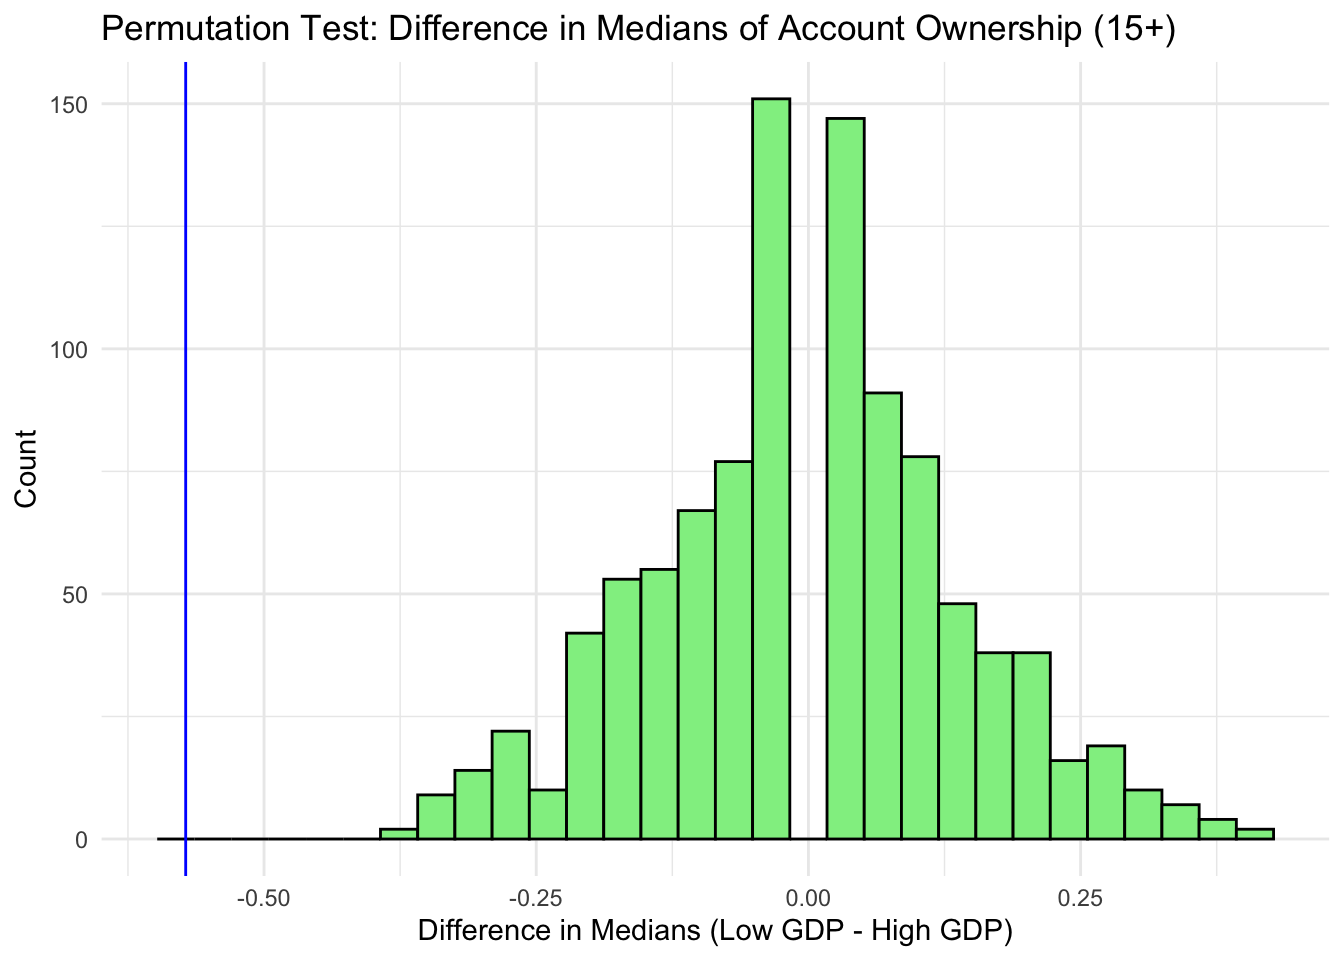 Permutation Test: Difference in Medians of Account Ownership (15+)
150
100
50
0
Count
-0.50
-0.25
0.00
0.25
Difference in Medians (Low GDP - High GDP)